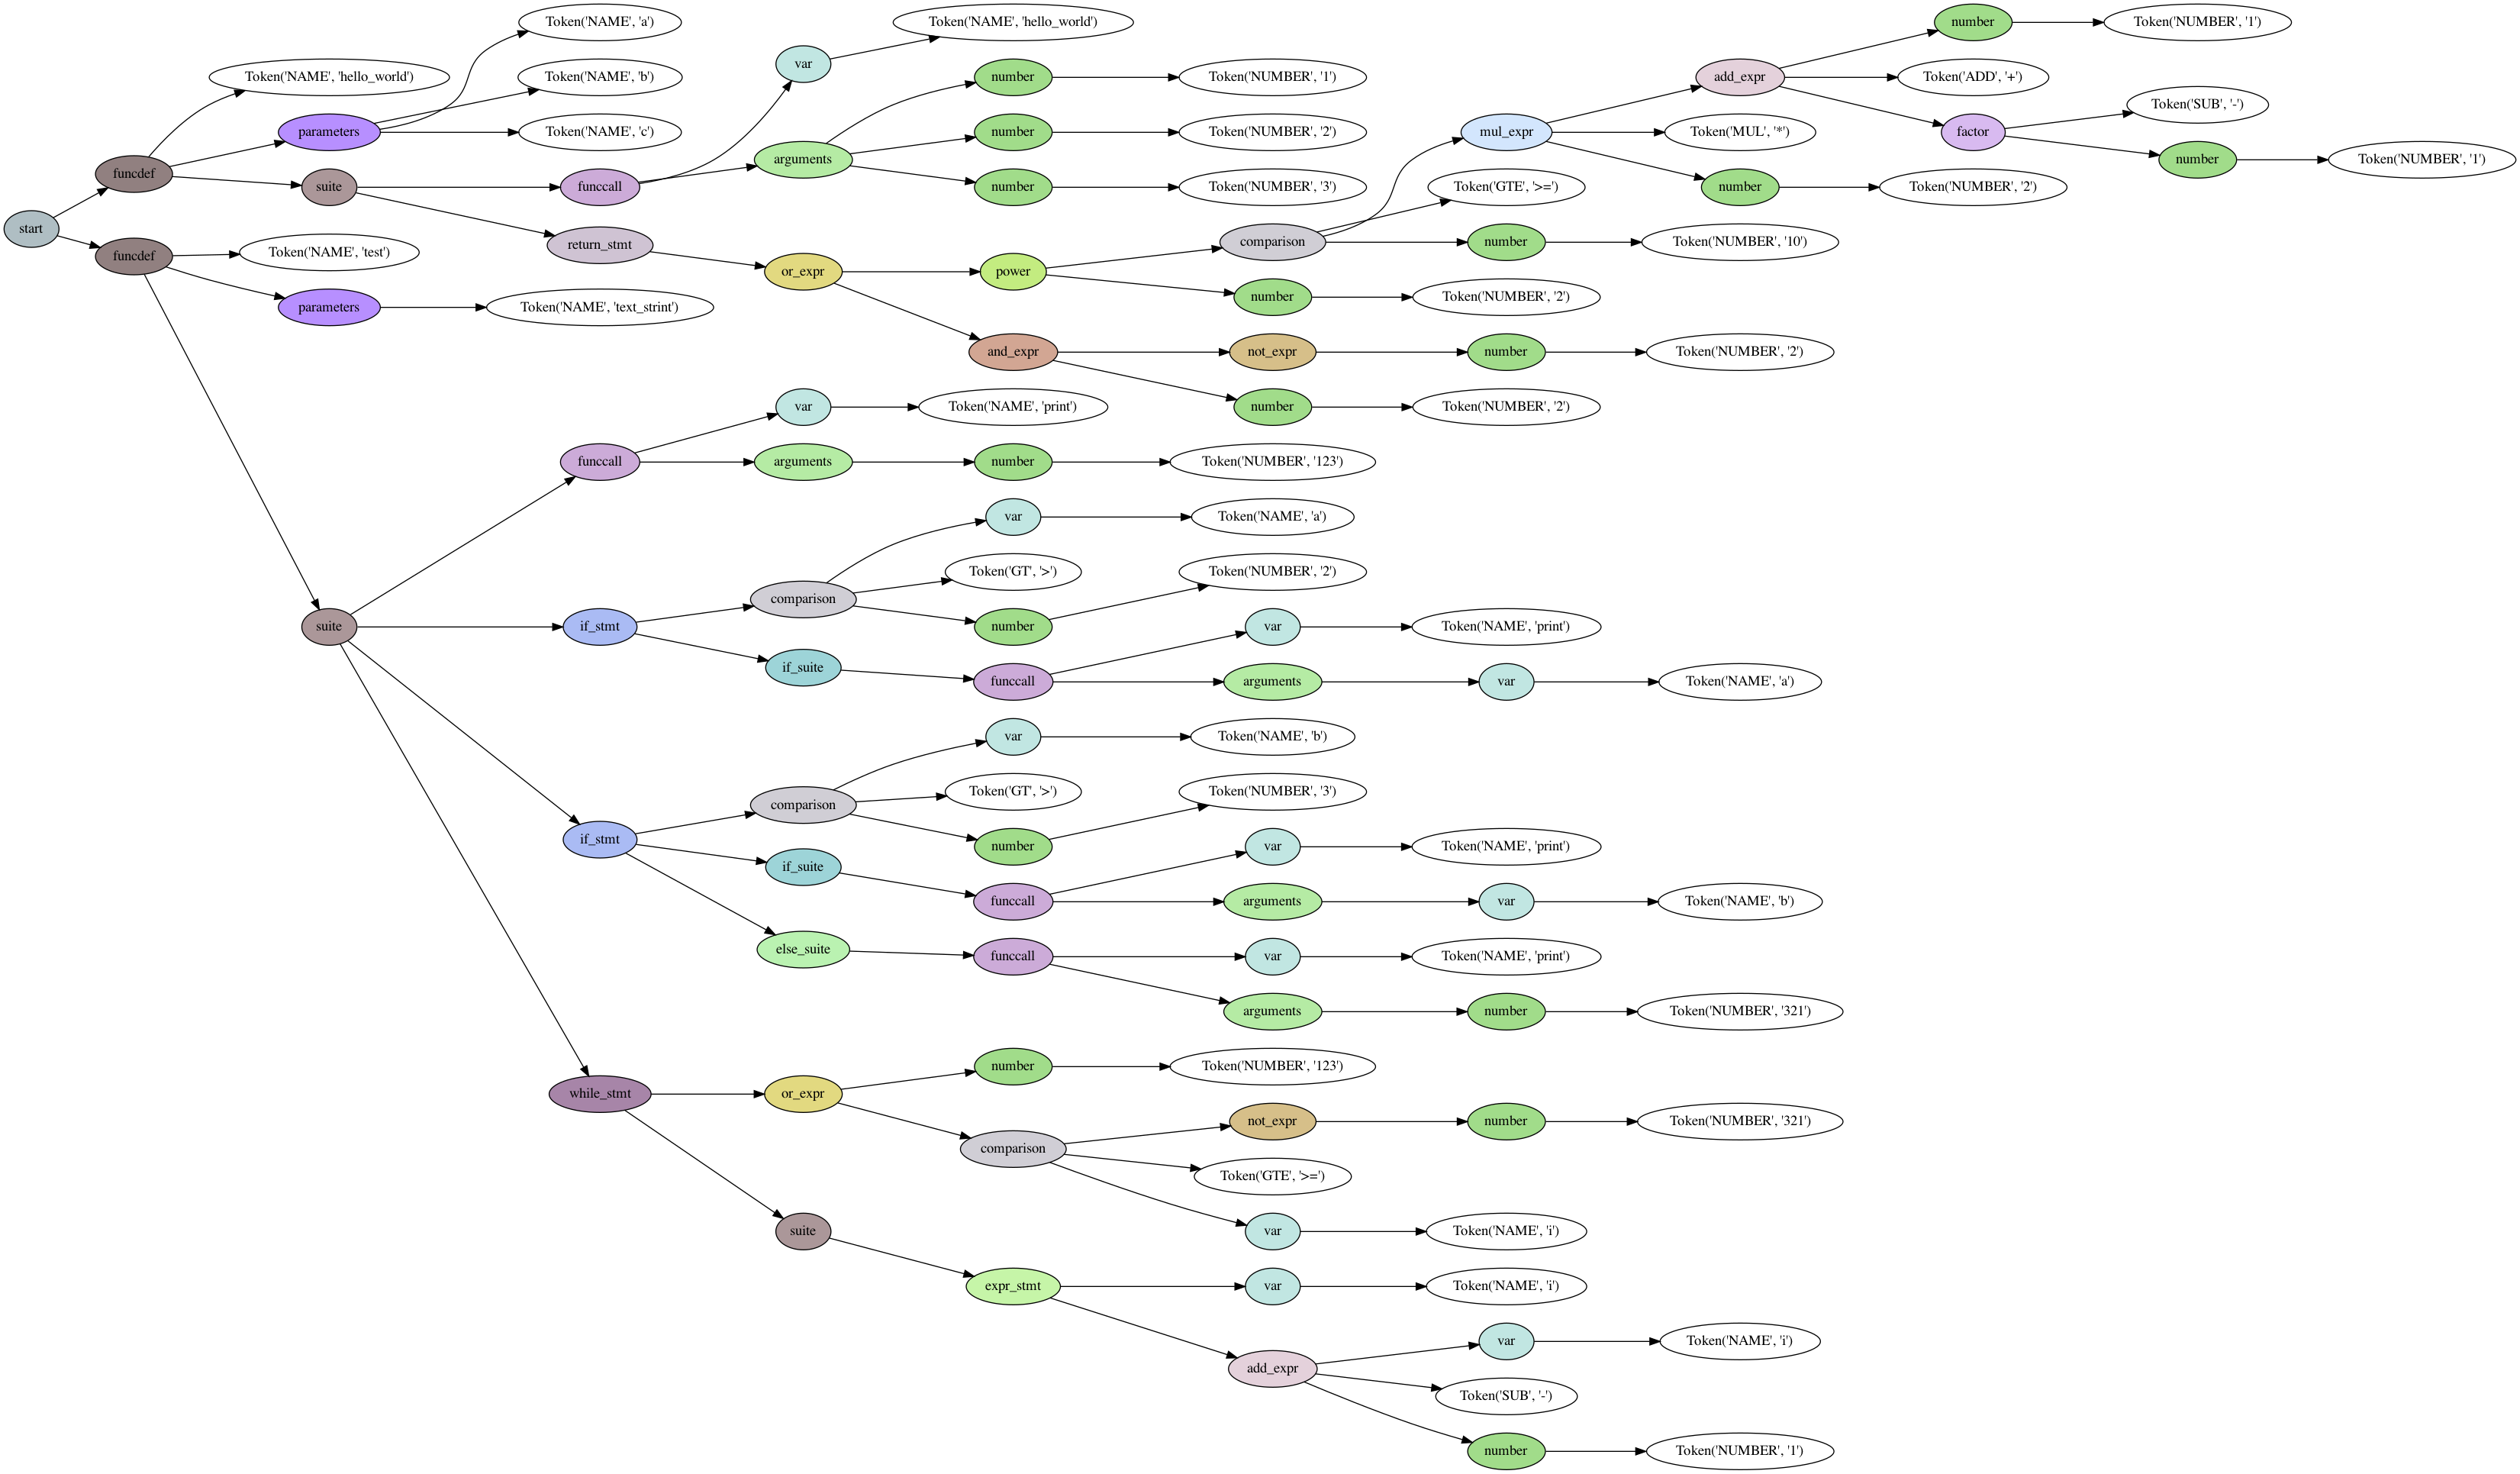 start
funcdef
Token('NAME', 'hello_world')
parameters
Token('NAME', 'a')
Token('NAME', 'b')
Token('NAME', 'c')
suite
funccall
var
Token('NAME', 'hello_world')
arguments
number
Token('NUMBER', '1')
number
Token('NUMBER', '2')
number
Token('NUMBER', '3')
return_stmt
or_expr
power
comparison
mul_expr
add_expr
number
Token('NUMBER', '1')
Token('ADD', '+')
factor
Token('SUB', '-')
number
Token('NUMBER', '1')
Token('MUL', '*')
number
Token('NUMBER', '2')
Token('GTE', '>=')
number
Token('NUMBER', '10')
number
Token('NUMBER', '2')
and_expr
not_expr
number
Token('NUMBER', '2')
number
Token('NUMBER', '2')
funcdef
Token('NAME', 'test')
parameters
Token('NAME', 'text_strint')
suite
funccall
var
Token('NAME', 'print')
arguments
number
Token('NUMBER', '123')
if_stmt
comparison
var
Token('NAME', 'a')
Token('GT', '>')
number
Token('NUMBER', '2')
if_suite
funccall
var
Token('NAME', 'print')
arguments
var
Token('NAME', 'a')
if_stmt
comparison
var
Token('NAME', 'b')
Token('GT', '>')
number
Token('NUMBER', '3')
if_suite
funccall
var
Token('NAME', 'print')
arguments
var
Token('NAME', 'b')
else_suite
funccall
var
Token('NAME', 'print')
arguments
number
Token('NUMBER', '321')
while_stmt
or_expr
number
Token('NUMBER', '123')
comparison
not_expr
number
Token('NUMBER', '321')
Token('GTE', '>=')
var
Token('NAME', 'i')
suite
expr_stmt
var
Token('NAME', 'i')
add_expr
var
Token('NAME', 'i')
Token('SUB', '-')
number
Token('NUMBER', '1')